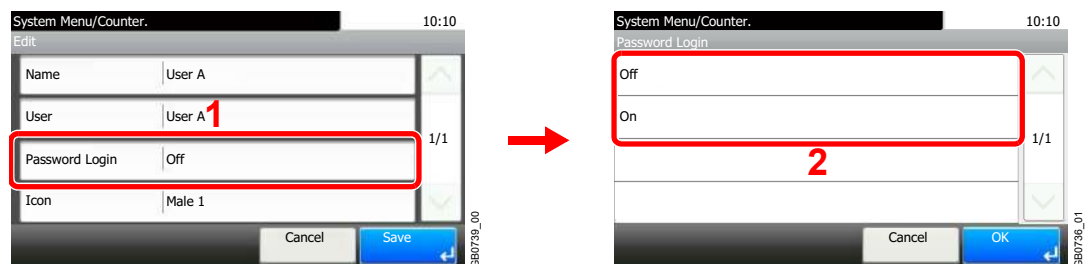 System Menu/Counter. 10:10
Edit
Name User A
User User A
1
Password Login Off
1/1
Icon Male 1
Cancel Save
GB0739_00
System Menu/Counter. 10:10
Password Login
Off
On
1/1
2
Cancel OK
GB0736_01